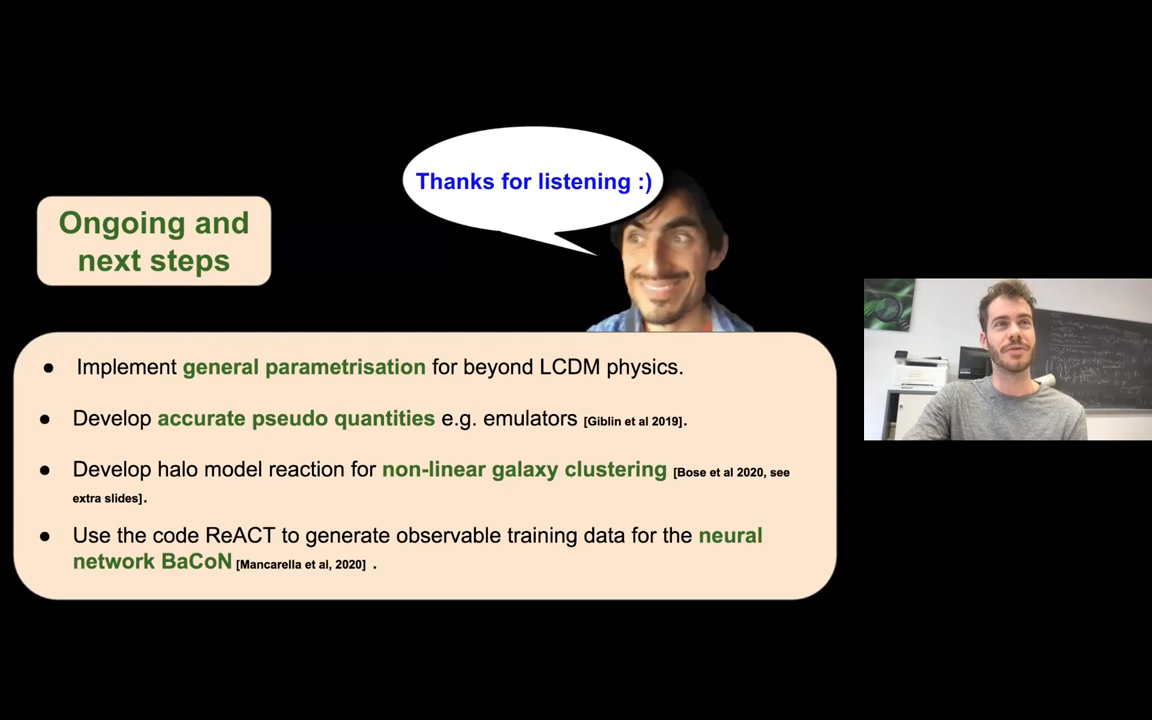 Thanks for listening :)
Ongoing and
next steps
● Implement general parametrisation for beyond LCDM physics.
● Develop accurate pseudo quantities e.g. emulators [Giblin et al 2019].
● Develop halo model reaction for non-linear galaxy clustering [Bose et al 2020, see
extra slides].
● Use the code ReACT to generate observable training data for the neural
network BaCoN [Mancarella et al, 2020] .